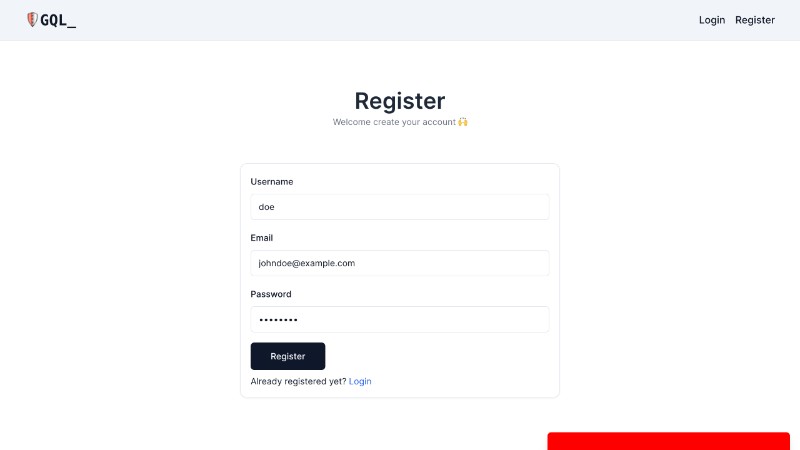 GQL_
Login Register
Register
Welcome create your account 🙌
Username
doe
Email
johndoe@example.com
Password
••••••••
Register
Already registered yet? Login